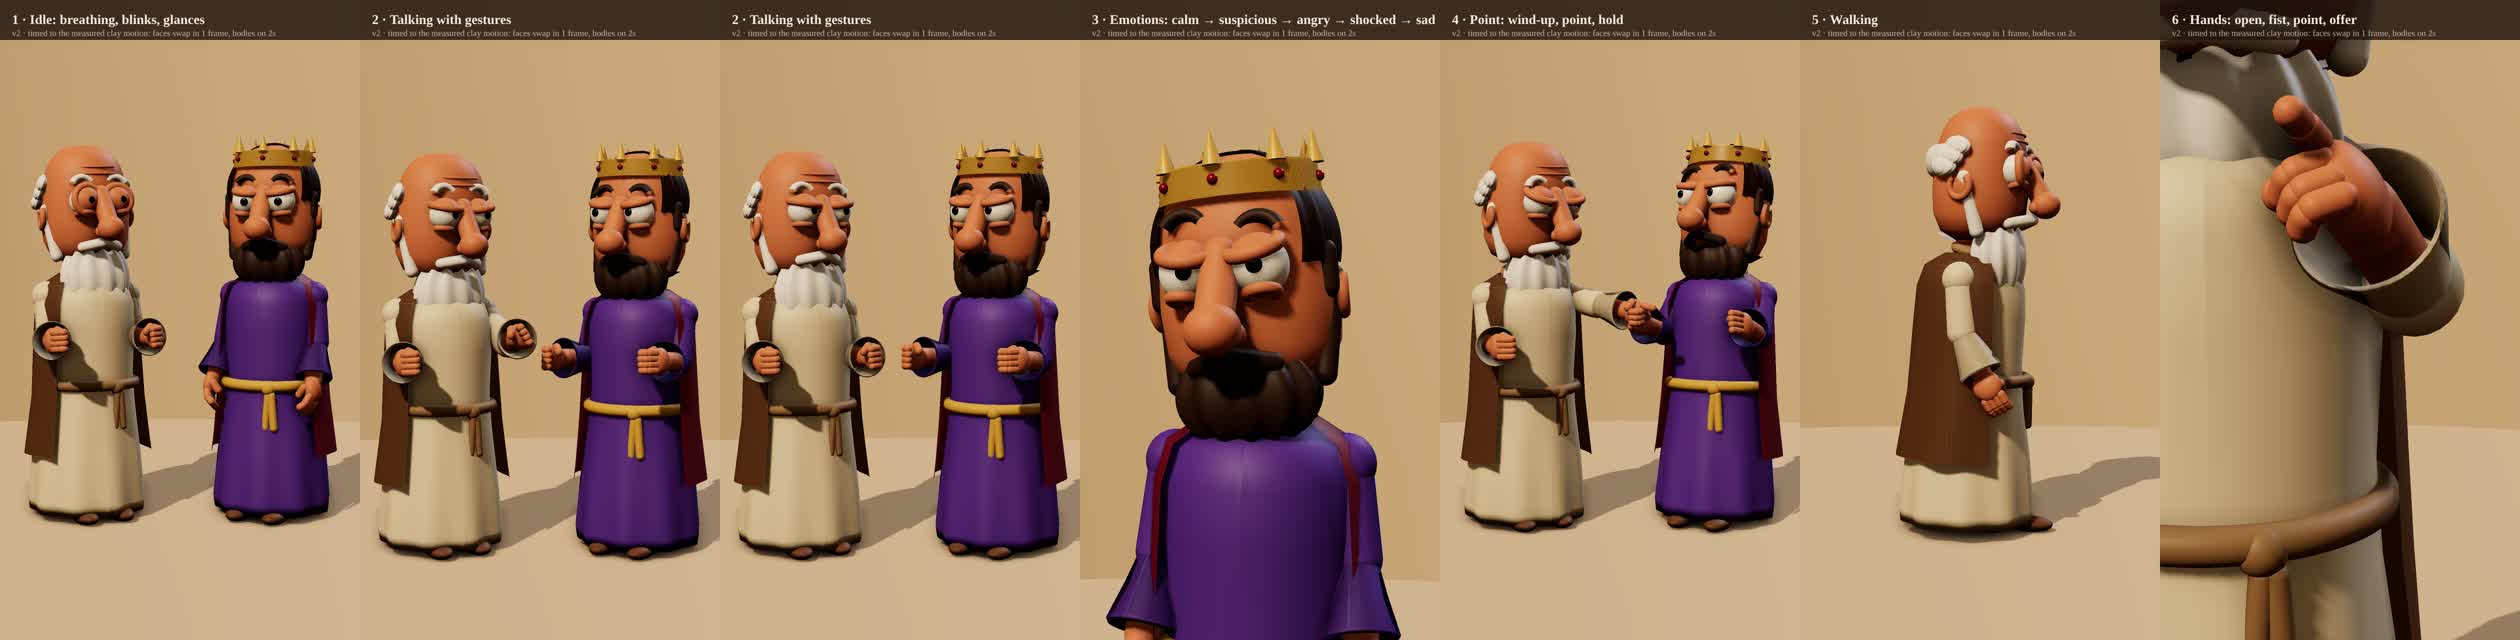 1 · Idle: breathing, blinks, glances
v2 · timed to the measured clay motion: faces swap in 1 frame, bodies on 2s
2 · Talking with gestures
v2 · timed to the measured clay motion: faces swap in 1 frame, bodies on 2s
2 · Talking with gestures
v2 · timed to the measured clay motion: faces swap in 1 frame, bodies on 2s
3 · Emotions: calm → suspicious → angry → shocked → sad
v2 · timed to the measured clay motion: faces swap in 1 frame, bodies on 2s
4 · Point: wind-up, point, hold
v2 · timed to the measured clay motion: faces swap in 1 frame, bodies on 2s
5 · Walking
v2 · timed to the measured clay motion: faces swap in 1 frame, bodies on 2s
6 · Hands: open, fist, point, offer
v2 · timed to the measured clay motion: faces swap in 1 frame, bodies on 2s